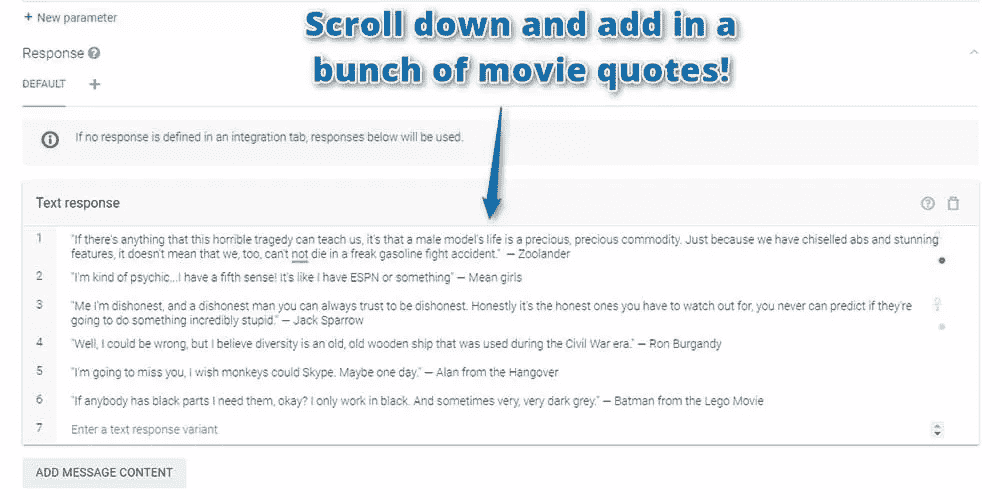 + New parameter
Scroll down and add in a
bunch of movie quotes!
Response
DEFAULT +
If no response is defined in an integration tab, responses below will be used.
Text response
1 "If there's anything that this horrible tragedy can teach us, it's that a male model's life is a precious, precious commodity. Just because we have chiselled abs and stunning
features, it doesn't mean that we, too, can't not die in a freak gasoline fight accident." — Zoolander
2 "I'm kind of psychic...I have a fifth sense! It's like I have ESPN or something" — Mean girls
3 "Me I'm dishonest, and a dishonest man you can always trust to be dishonest. Honestly it's the honest ones you have to watch out for, you never can predict if they're
going to do something incredibly stupid." — Jack Sparrow
4 "Well, I could be wrong, but I believe diversity is an old, old wooden ship that was used during the Civil War era." — Ron Burgandy
5 "I'm going to miss you, I wish monkeys could Skype. Maybe one day." — Alan from the Hangover
6 "If anybody has black parts I need them, okay? I only work in black. And sometimes very, very dark grey." — Batman from the Lego Movie
7 Enter a text response variant
ADD MESSAGE CONTENT